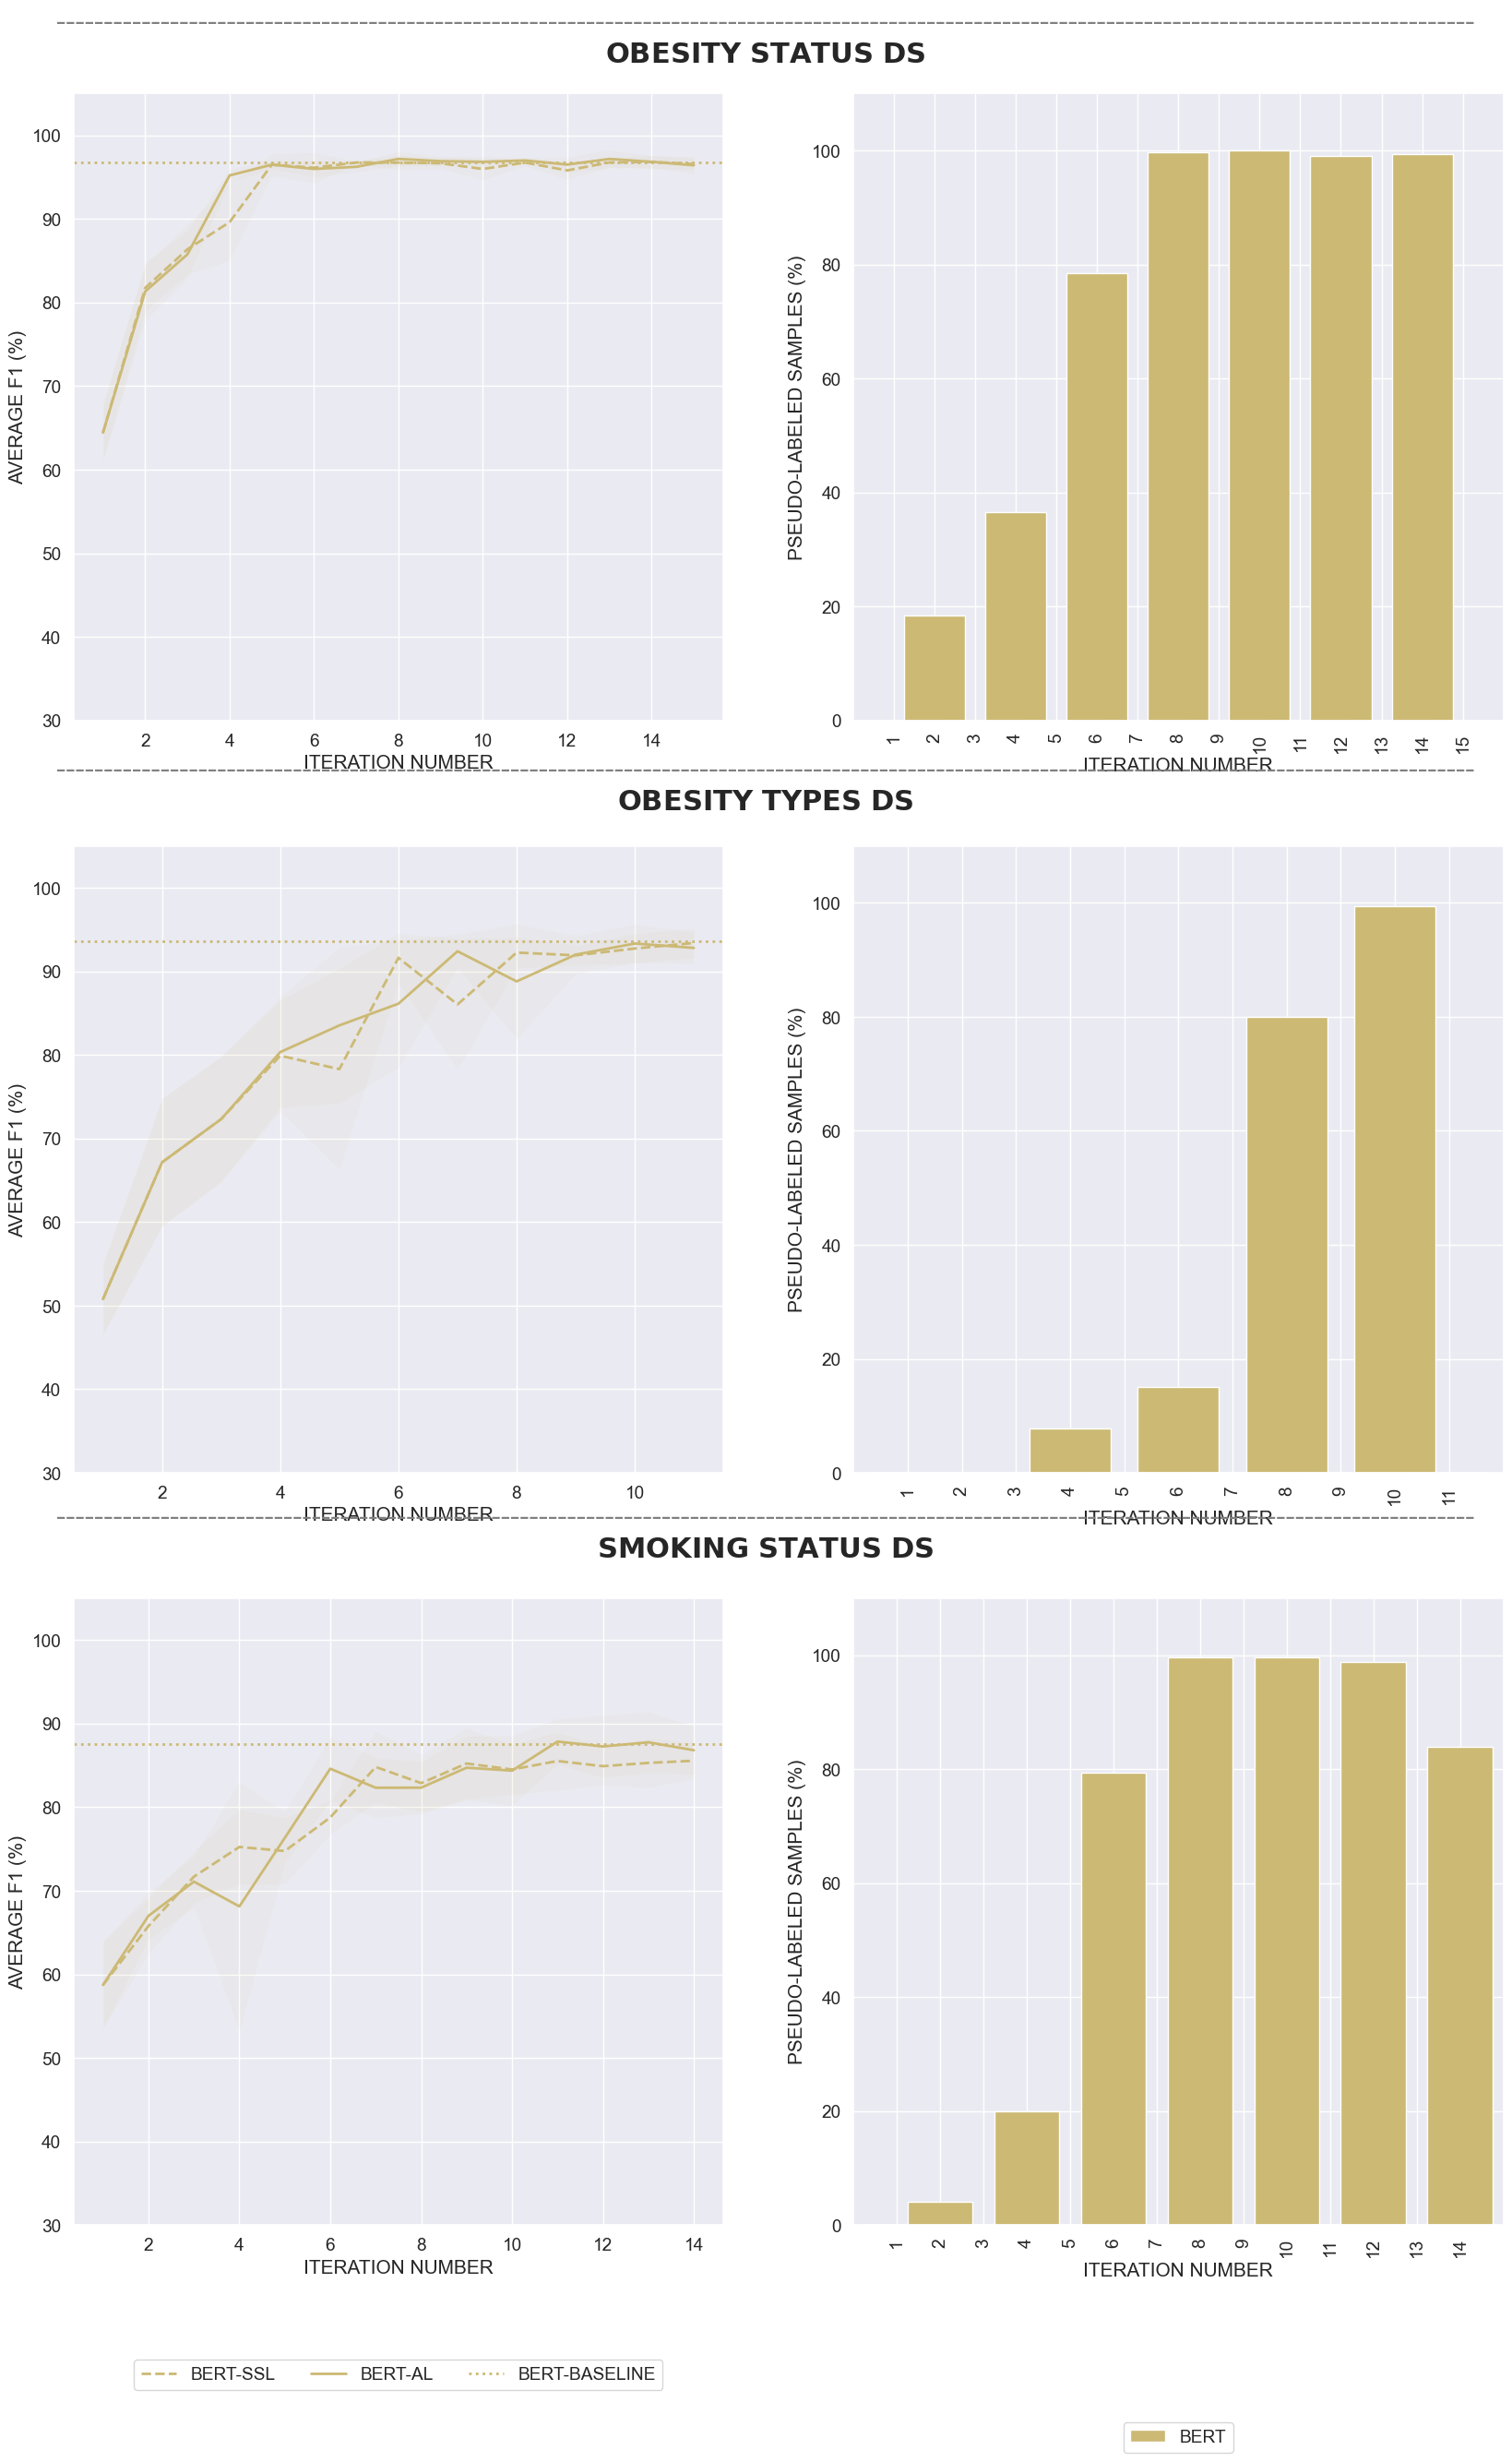 OBESITY STATUS DS
AVERAGE F1 (%)
100
90
80
70
60
50
40
30
2 4 6 8 10 12 14
ITERATION NUMBER
PSEUDO-LABELED SAMPLES (%)
100
80
60
40
20
0
1 2 3 4 5 6 7 8 9 10 11 12 13 14 15
ITERATION NUMBER
OBESITY TYPES DS
AVERAGE F1 (%)
100
90
80
70
60
50
40
30
2 4 6 8 10
ITERATION NUMBER
PSEUDO-LABELED SAMPLES (%)
100
80
60
40
20
0
1 2 3 4 5 6 7 8 9 10 11
ITERATION NUMBER
SMOKING STATUS DS
AVERAGE F1 (%)
100
90
80
70
60
50
40
30
2 4 6 8 10 12 14
ITERATION NUMBER
PSEUDO-LABELED SAMPLES (%)
100
80
60
40
20
0
1 2 3 4 5 6 7 8 9 10 11 12 13 14
ITERATION NUMBER
BERT-SSL BERT-AL BERT-BASELINE
BERT